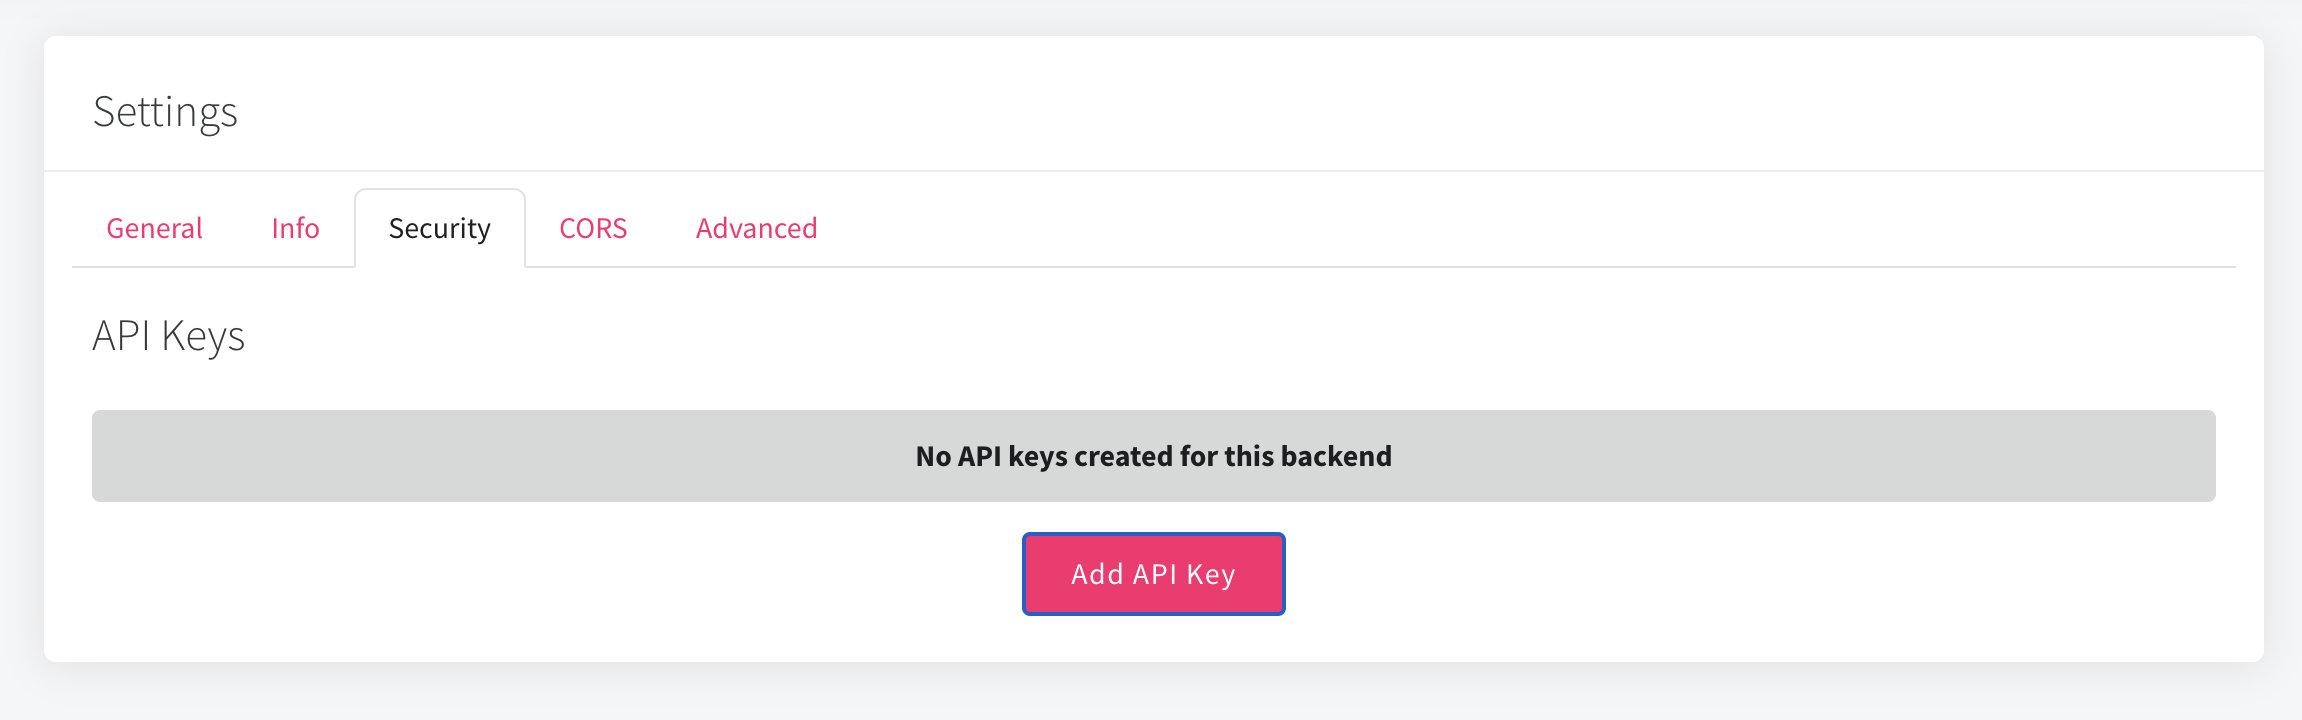 Settings
General Info Security CORS Advanced
API Keys
No API keys created for this backend
Add API Key